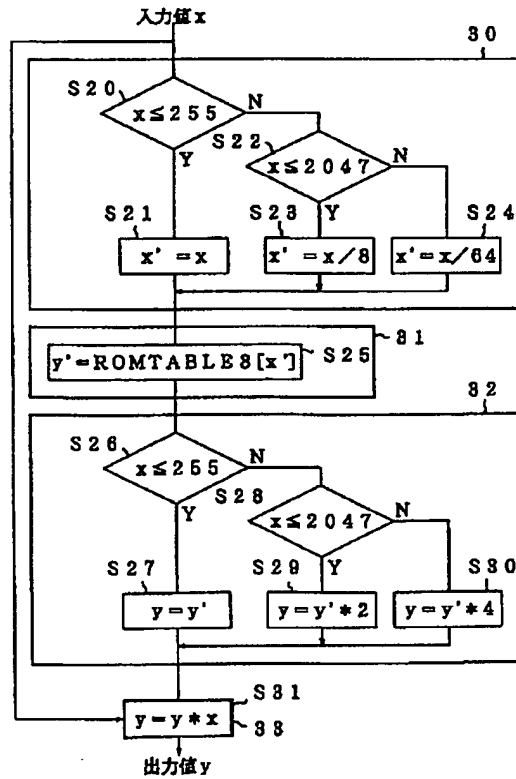 入力値x
30
S20
x≦255
N
S22
Y
x≦2047
N
S21
S23
Y
S24
x'=x
x'=x/8
x'=x/64
31
y'=ROMTABLE3[x']
S25
32
S26
x≦255
N
S28
Y
x≦2047
N
S27
S29
Y
S30
y=y'
y=y'*2
y=y'*4
S31
y=y*x
33
出力値y